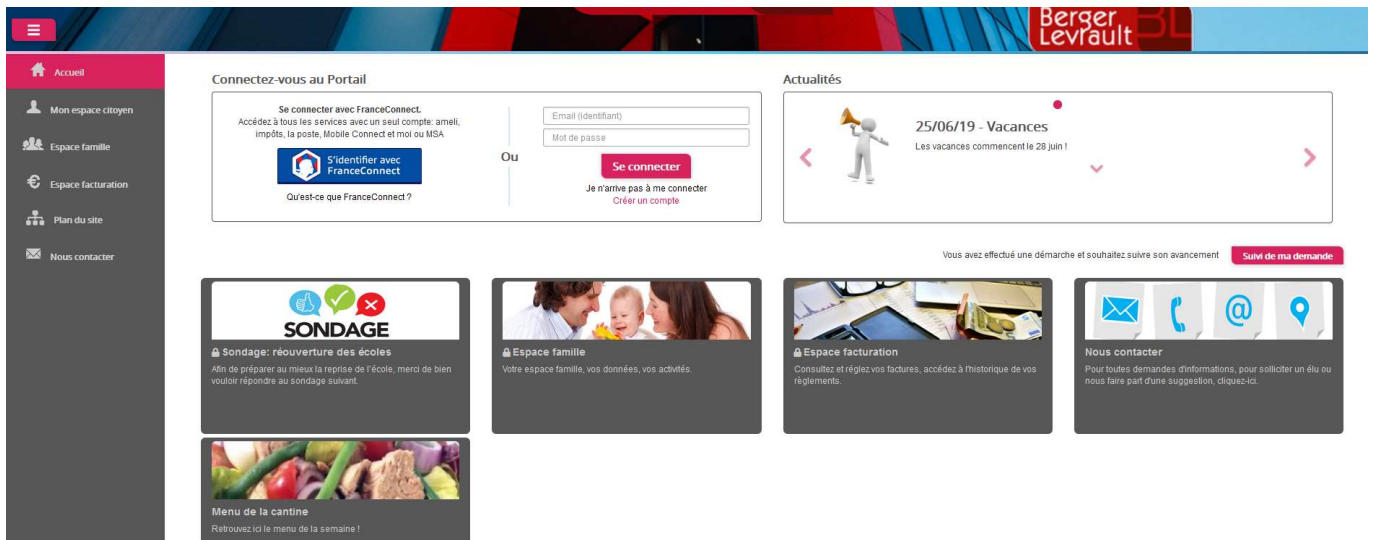 Berger
Levrault
BL
Accueil
Mon espace citoyen
Espace famille
Espace facturation
Plan du site
Nous contacter
Connectez-vous au Portail
Se connecter avec FranceConnect.
Accédez à tous les services avec un seul compte: ameli,
impôts, la poste, Mobile Connect et moi ou MSA
S'identifier avec
FranceConnect
Qu'est-ce que FranceConnect ?
Ou
Email (identifiant)
Mot de passe
Se connecter
Je n'arrive pas à me connecter
Créer un compte
Actualités
25/06/19 - Vacances
Les vacances commencent le 28 juin !
Vous avez effectué une démarche et souhaitez suivre son avancement
Suivi de ma demande
SONDAGE
Sondage: réouverture des écoles
Afin de préparer au mieux la reprise de l'école, merci de bien
vouloir répondre au sondage suivant.
Espace famille
Votre espace famille, vos données, vos activités.
Espace facturation
Consultez et réglez vos factures, accédez à l'historique de vos
règlements.
@
Nous contacter
Pour toutes demandes d'informations, pour solliciter un élu ou
nous faire part d'une suggestion, cliquez-ici.
Menu de la cantine
Retrouvez ici le menu de la semaine !